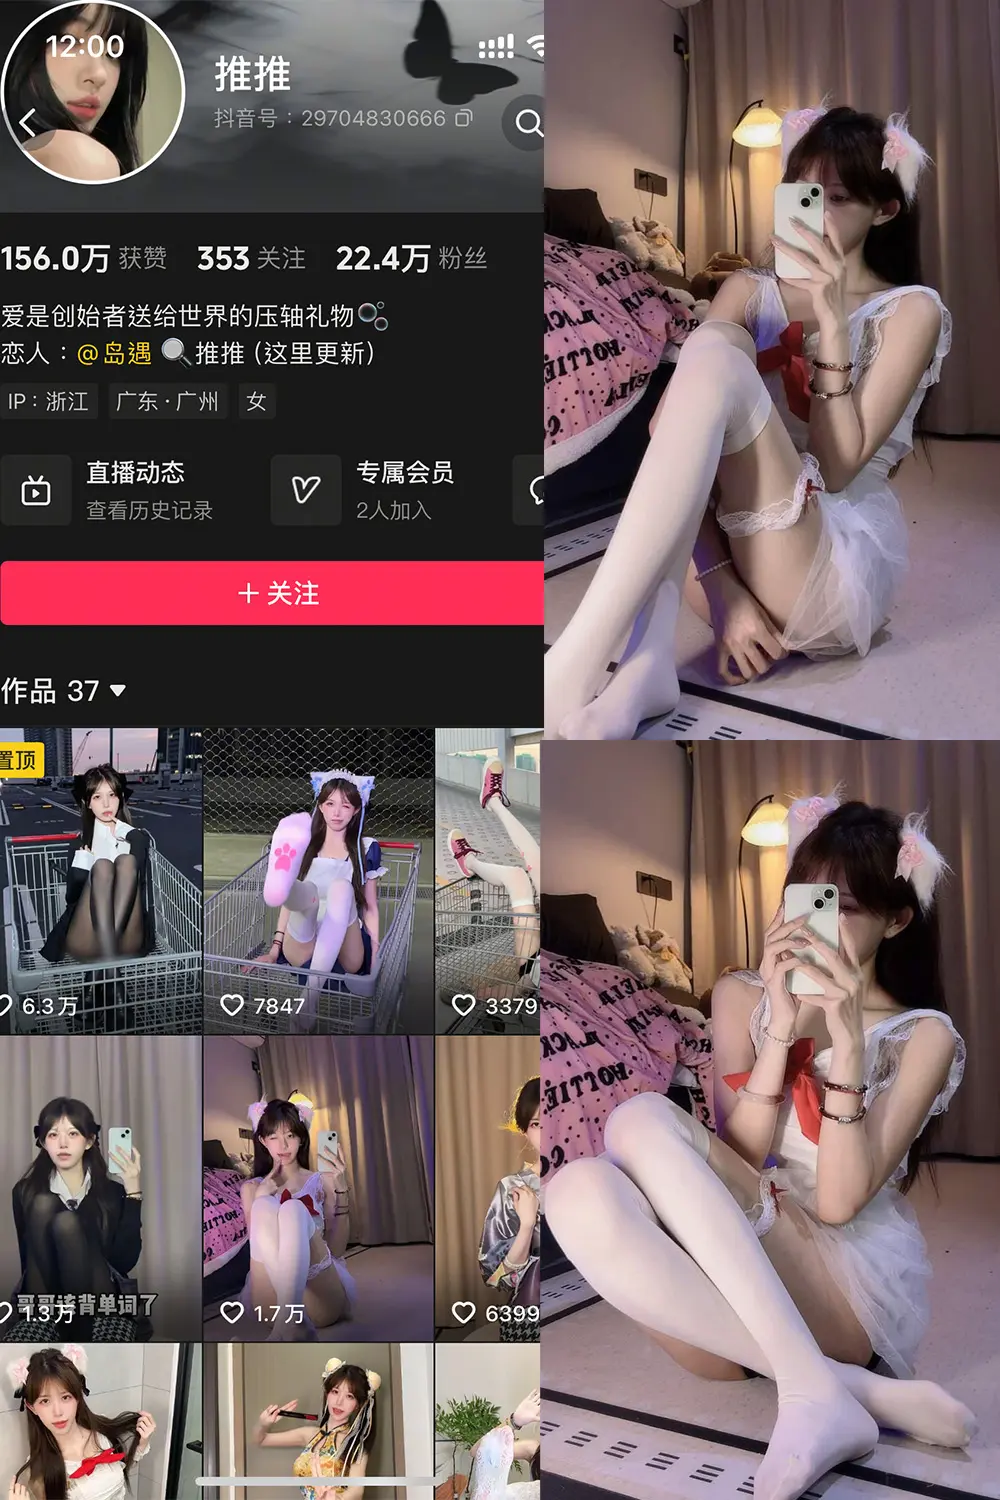 12:00
推推
抖音号：29704830666
156.0万 获赞 353 关注 22.4万 粉丝
爱是创始者送给世界的压轴礼物
恋人：@岛遇 推推 (这里更新)
IP：浙江 广东·广州 女
直播动态
查看历史记录
专属会员
2人加入
+ 关注
作品 37
置顶
6.3万
7847
3379
哥哥该背单词了
1.3万
1.7万
6399
HOTTIE
HOTTIE